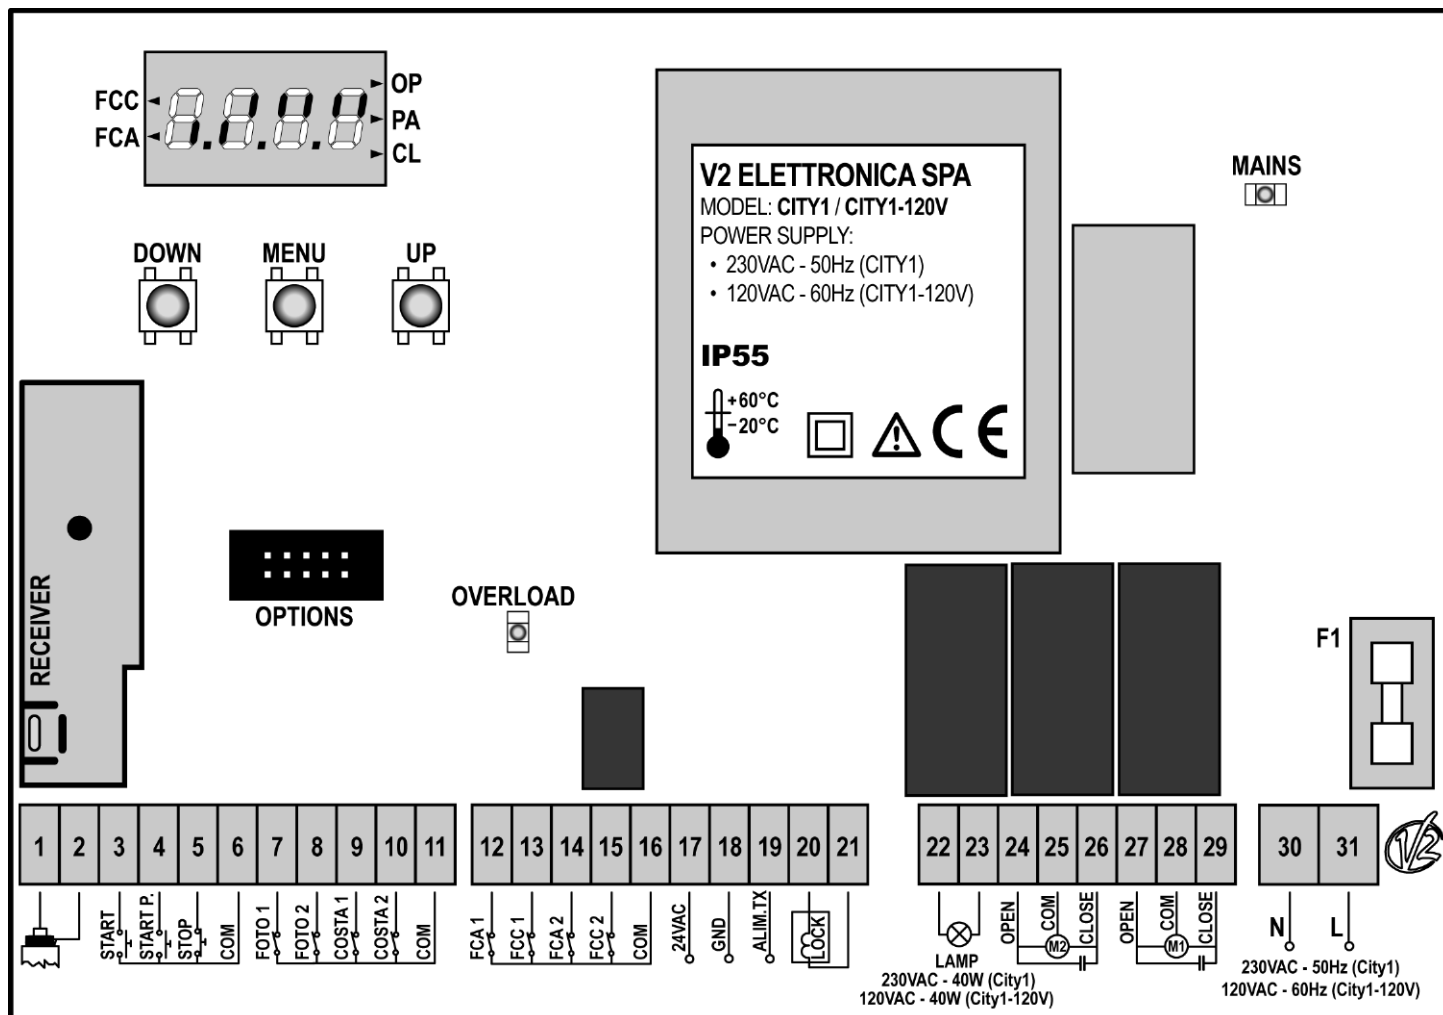 FCC
FCA
OP
PA
CL
DOWN
MENU
UP
V2 ELETTRONICA SPA
MODEL: CITY1 / CITY1-120V
POWER SUPPLY:
• 230VAC - 50Hz (CITY1)
• 120VAC - 60Hz (CITY1-120V)
IP55
+60°C
-20°C
CE
MAINS
RECEIVER
OPTIONS
OVERLOAD
F1
1 2 3 4 5 6 7 8 9 10 11
12 13 14 15 16 17 18 19 20 21
22 23 24 25 26 27 28 29
30 31
V2
START
START P.
STOP
COM
FOTO 1
FOTO 2
COSTA 1
COSTA 2
COM
FCA 1
FCC 1
FCA 2
FCC 2
COM
24VAC
GND
ALIM.TX
LOCK
LAMP
230VAC - 40W (City1)
120VAC - 40W (City1-120V)
OPEN
COM
CLOSE
M2
OPEN
COM
CLOSE
M1
N
L
230VAC - 50Hz (City1)
120VAC - 60Hz (City1-120V)